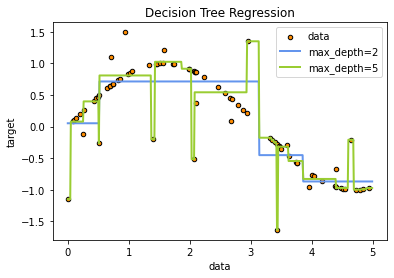 Decision Tree Regression
data
max_depth=2
max_depth=5
target
1.5
1.0
0.5
0.0
−0.5
−1.0
−1.5
0 1 2 3 4 5
data